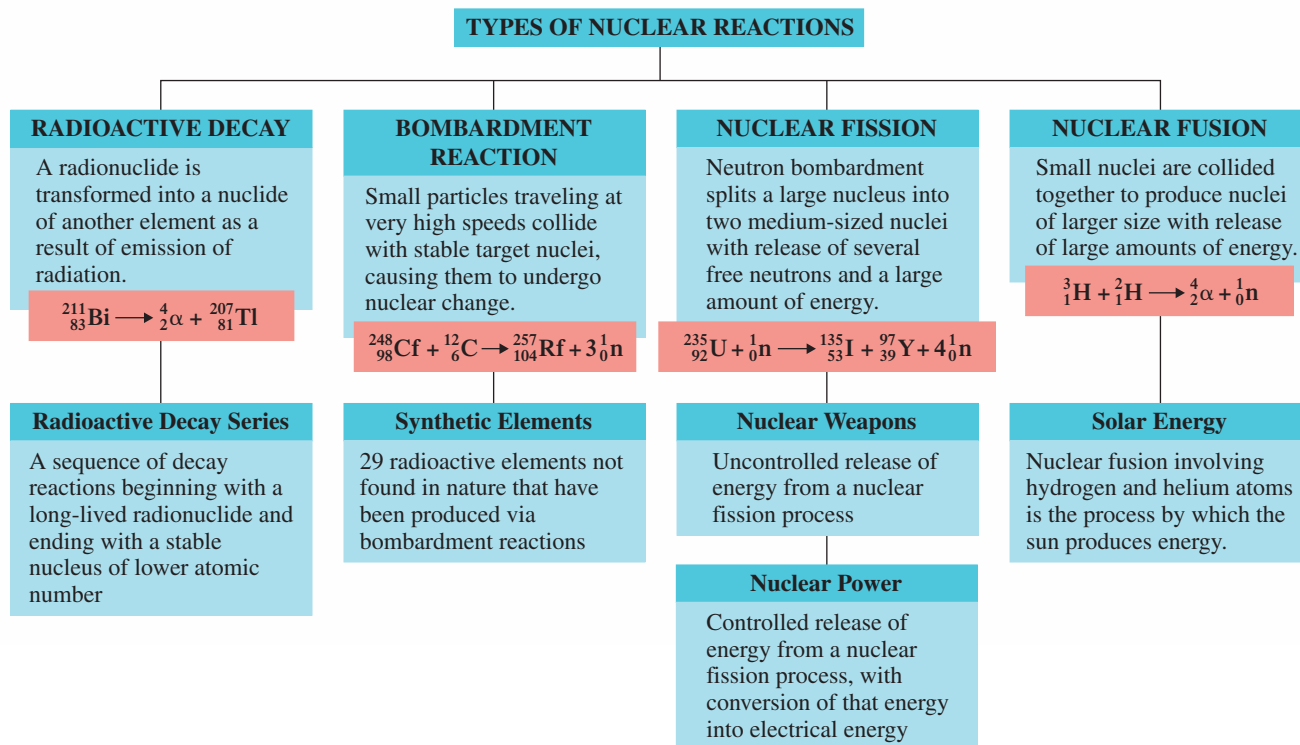 TYPES OF NUCLEAR REACTIONS
RADIOACTIVE DECAY
A radionuclide is
transformed into a nuclide
of another element as a
result of emission of
radiation.
²¹¹₈₃Bi ⟶ ⁴₂α + ²⁰⁷₈₁Tl
Radioactive Decay Series
A sequence of decay
reactions beginning with a
long-lived radionuclide and
ending with a stable
nucleus of lower atomic
number
BOMBARDMENT
REACTION
Small particles traveling at
very high speeds collide
with stable target nuclei,
causing them to undergo
nuclear change.
²⁴⁸₉₈Cf + ¹²₆C ⟶ ²⁵⁷₁₀₄Rf + 3 ¹₀n
Synthetic Elements
29 radioactive elements not
found in nature that have
been produced via
bombardment reactions
NUCLEAR FISSION
Neutron bombardment
splits a large nucleus into
two medium-sized nuclei
with release of several
free neutrons and a large
amount of energy.
²³⁵₉₂U + ¹₀n ⟶ ¹³⁵₅₃I + ⁹⁷₃₉Y + 4 ¹₀n
Nuclear Weapons
Uncontrolled release of
energy from a nuclear
fission process
Nuclear Power
Controlled release of
energy from a nuclear
fission process, with
conversion of that energy
into electrical energy
NUCLEAR FUSION
Small nuclei are collided
together to produce nuclei
of larger size with release
of large amounts of energy.
³₁H + ²₁H ⟶ ⁴₂α + ¹₀n
Solar Energy
Nuclear fusion involving
hydrogen and helium atoms
is the process by which the
sun produces energy.